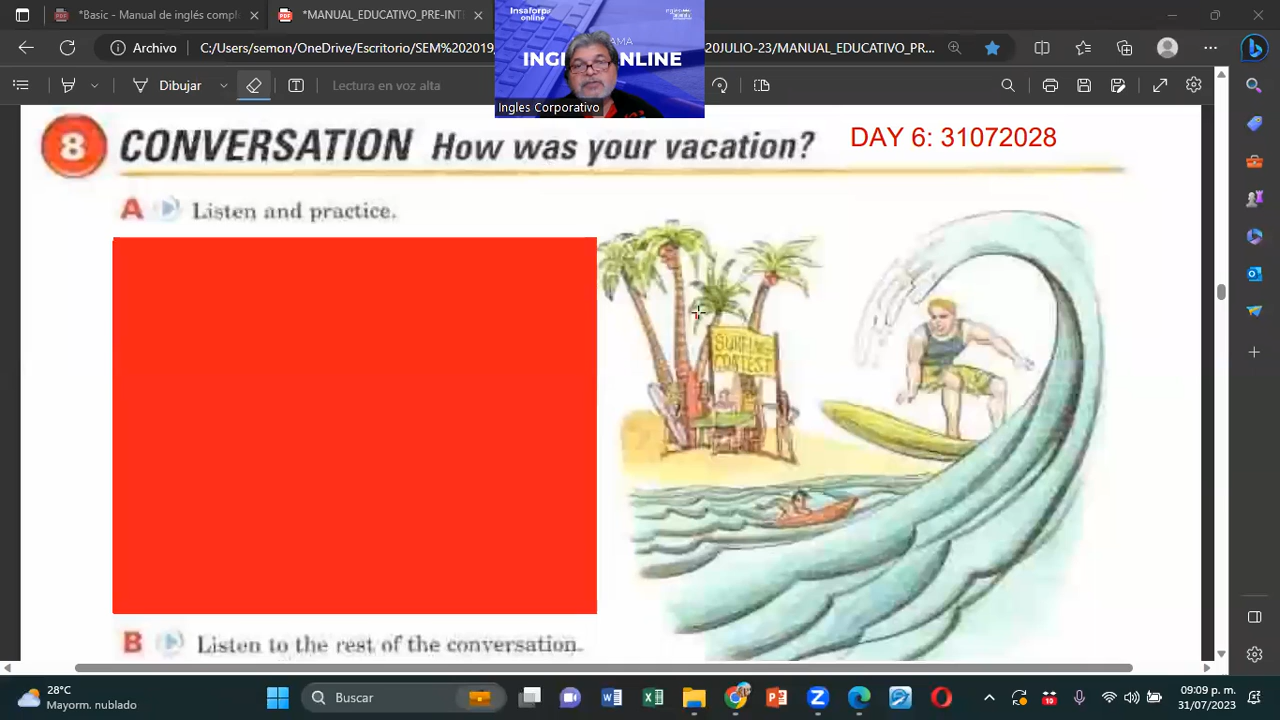 *Basic - Manual de inglés compl
*MANUAL_EDUCATIVO_PRE-INT
Insaforp
online
INGL
NLINE
Ingles Corporativo
Archivo
C:/Users/semon/OneDrive/Escritorio/SEM%202019,
20JULIO-23/MANUAL_EDUCATIVO_PR...
Dibujar
Lectura en voz alta
8 CONVERSATION How was your vacation?
DAY 6: 31072028
A Listen and practice.
SURFING
CONTEST
B Listen to the rest of the conversation.
28°C
Mayorm. nublado
Buscar
10
09:09 p. m.
31/07/2023